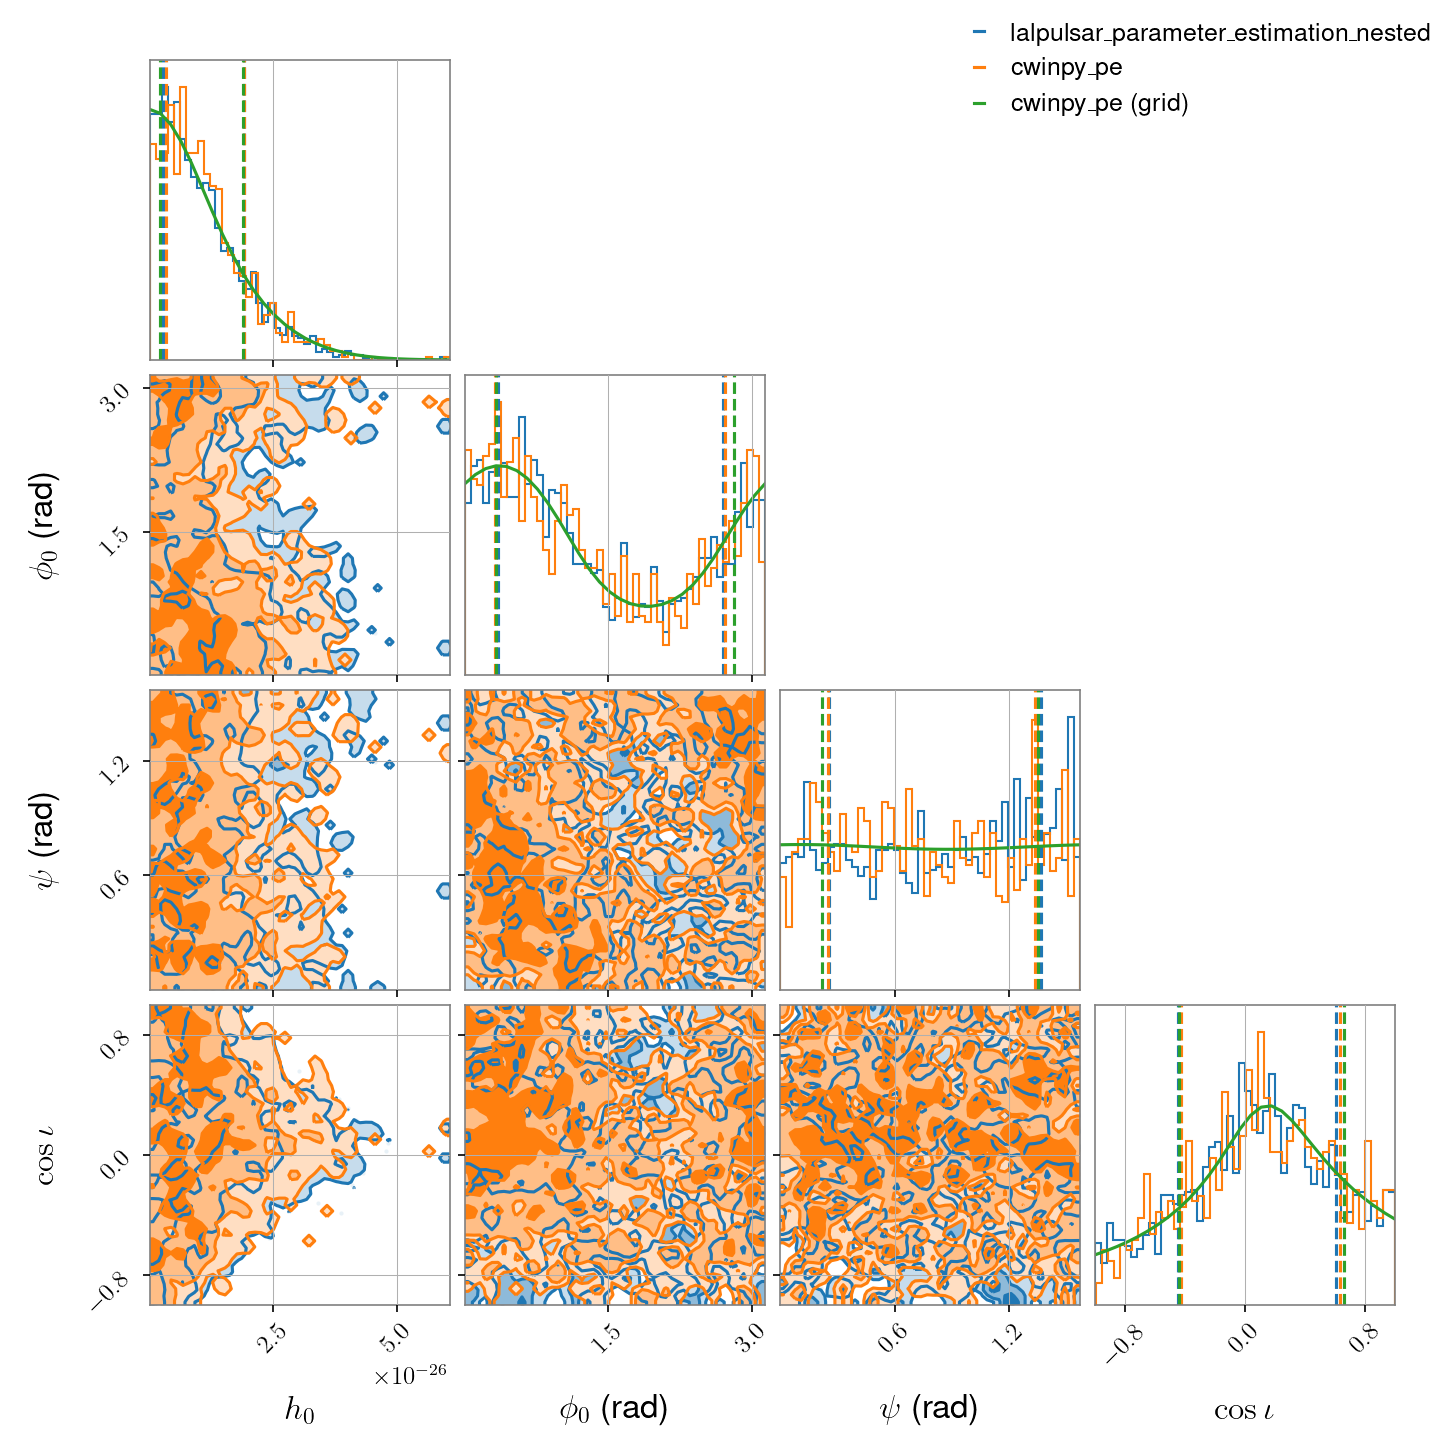 lalpulsar_parameter_estimation_nested
cwinpy_pe
cwinpy_pe (grid)
3.0
1.5
ϕ₀ (rad)
1.2
0.6
ψ (rad)
0.8
0.0
−0.8
cos ι
2.5
5.0
×10⁻²⁶
h₀
1.5
3.0
ϕ₀ (rad)
0.6
1.2
ψ (rad)
−0.8
0.0
0.8
cos ι